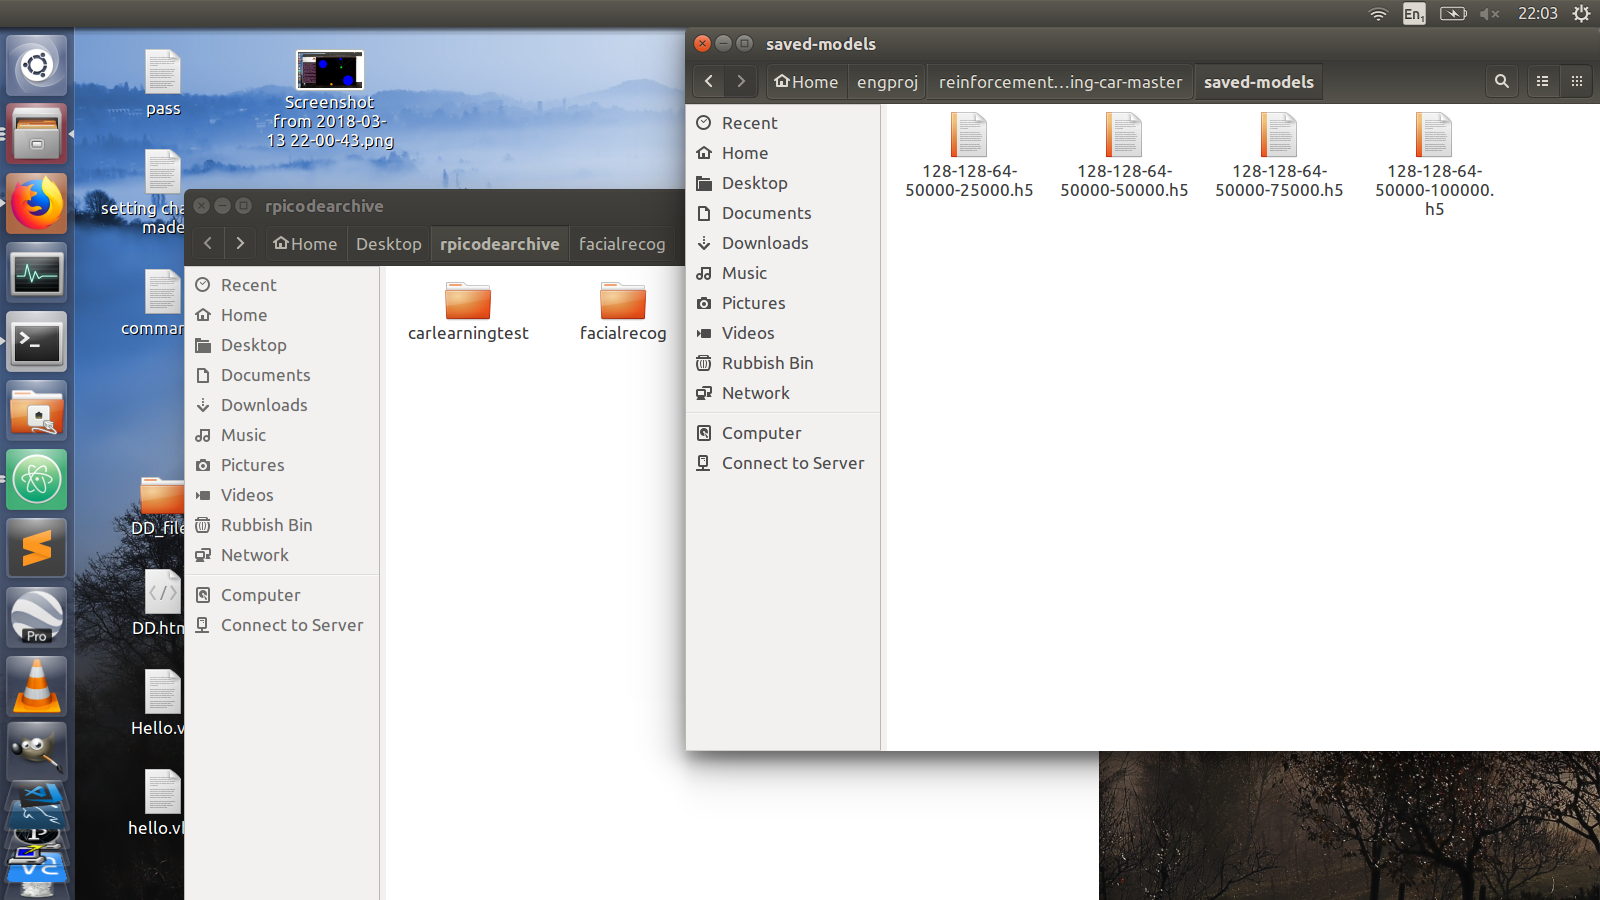 En₁
22:03
pass
Screenshot
from 2018-03-
13 22-00-43.png
setting cha
made
comman
DD_file
DD.htm
Hello.v
hello.vh
Pro
rpicodearchive
Home
Desktop
rpicodearchive
facialrecog
Recent
Home
Desktop
Documents
Downloads
Music
Pictures
Videos
Rubbish Bin
Network
Computer
Connect to Server
carlearningtest
facialrecog
saved-models
Home
engproj
reinforcement…ing-car-master
saved-models
Recent
Home
Desktop
Documents
Downloads
Music
Pictures
Videos
Rubbish Bin
Network
Computer
Connect to Server
128-128-64-
50000-25000.h5
128-128-64-
50000-50000.h5
128-128-64-
50000-75000.h5
128-128-64-
50000-100000.
h5